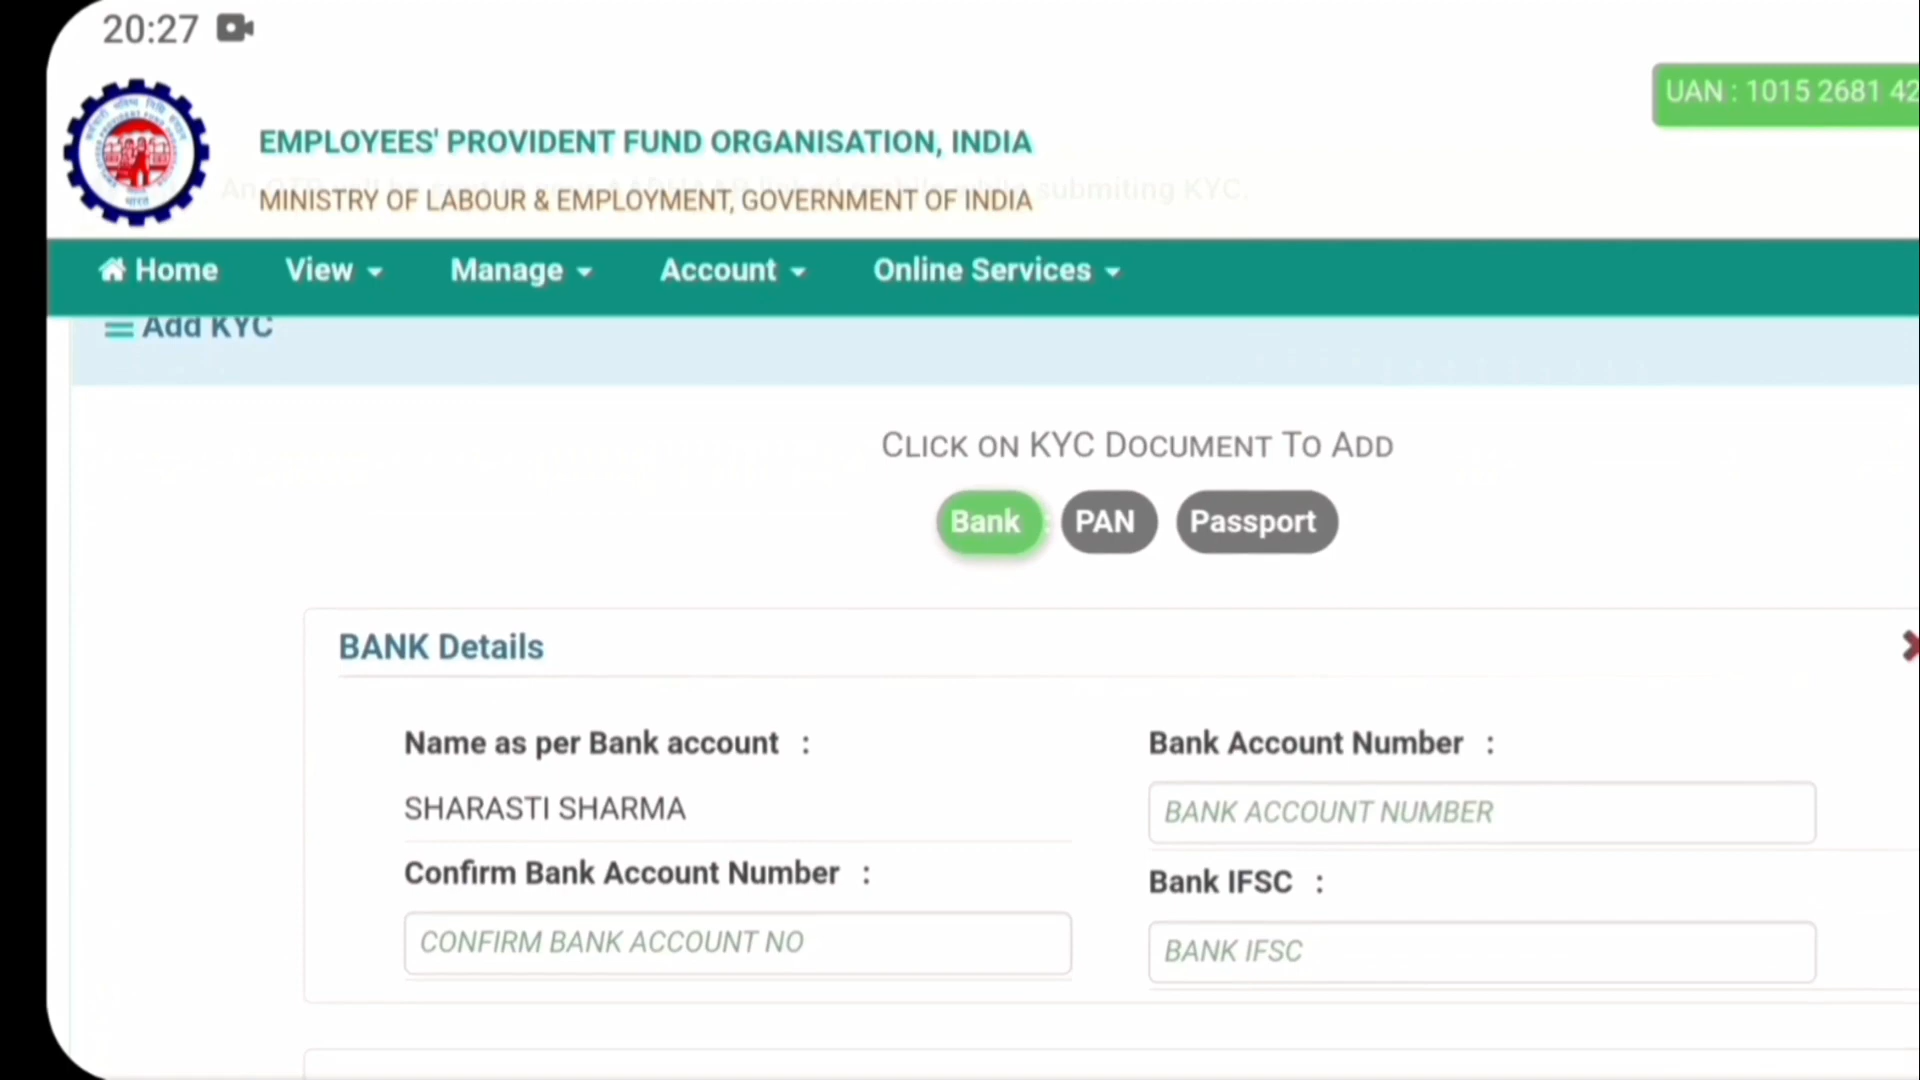 20:27
UAN : 1015 2681 42
EMPLOYEES' PROVIDENT FUND ORGANISATION, INDIA
submiting KYC.
MINISTRY OF LABOUR & EMPLOYMENT, GOVERNMENT OF INDIA
Home View Manage Account Online Services
Add KYC
CLICK ON KYC DOCUMENT TO ADD
Bank PAN Passport
BANK Details
Name as per Bank account :
SHARASTI SHARMA
Bank Account Number :
BANK ACCOUNT NUMBER
Confirm Bank Account Number :
CONFIRM BANK ACCOUNT NO
Bank IFSC :
BANK IFSC